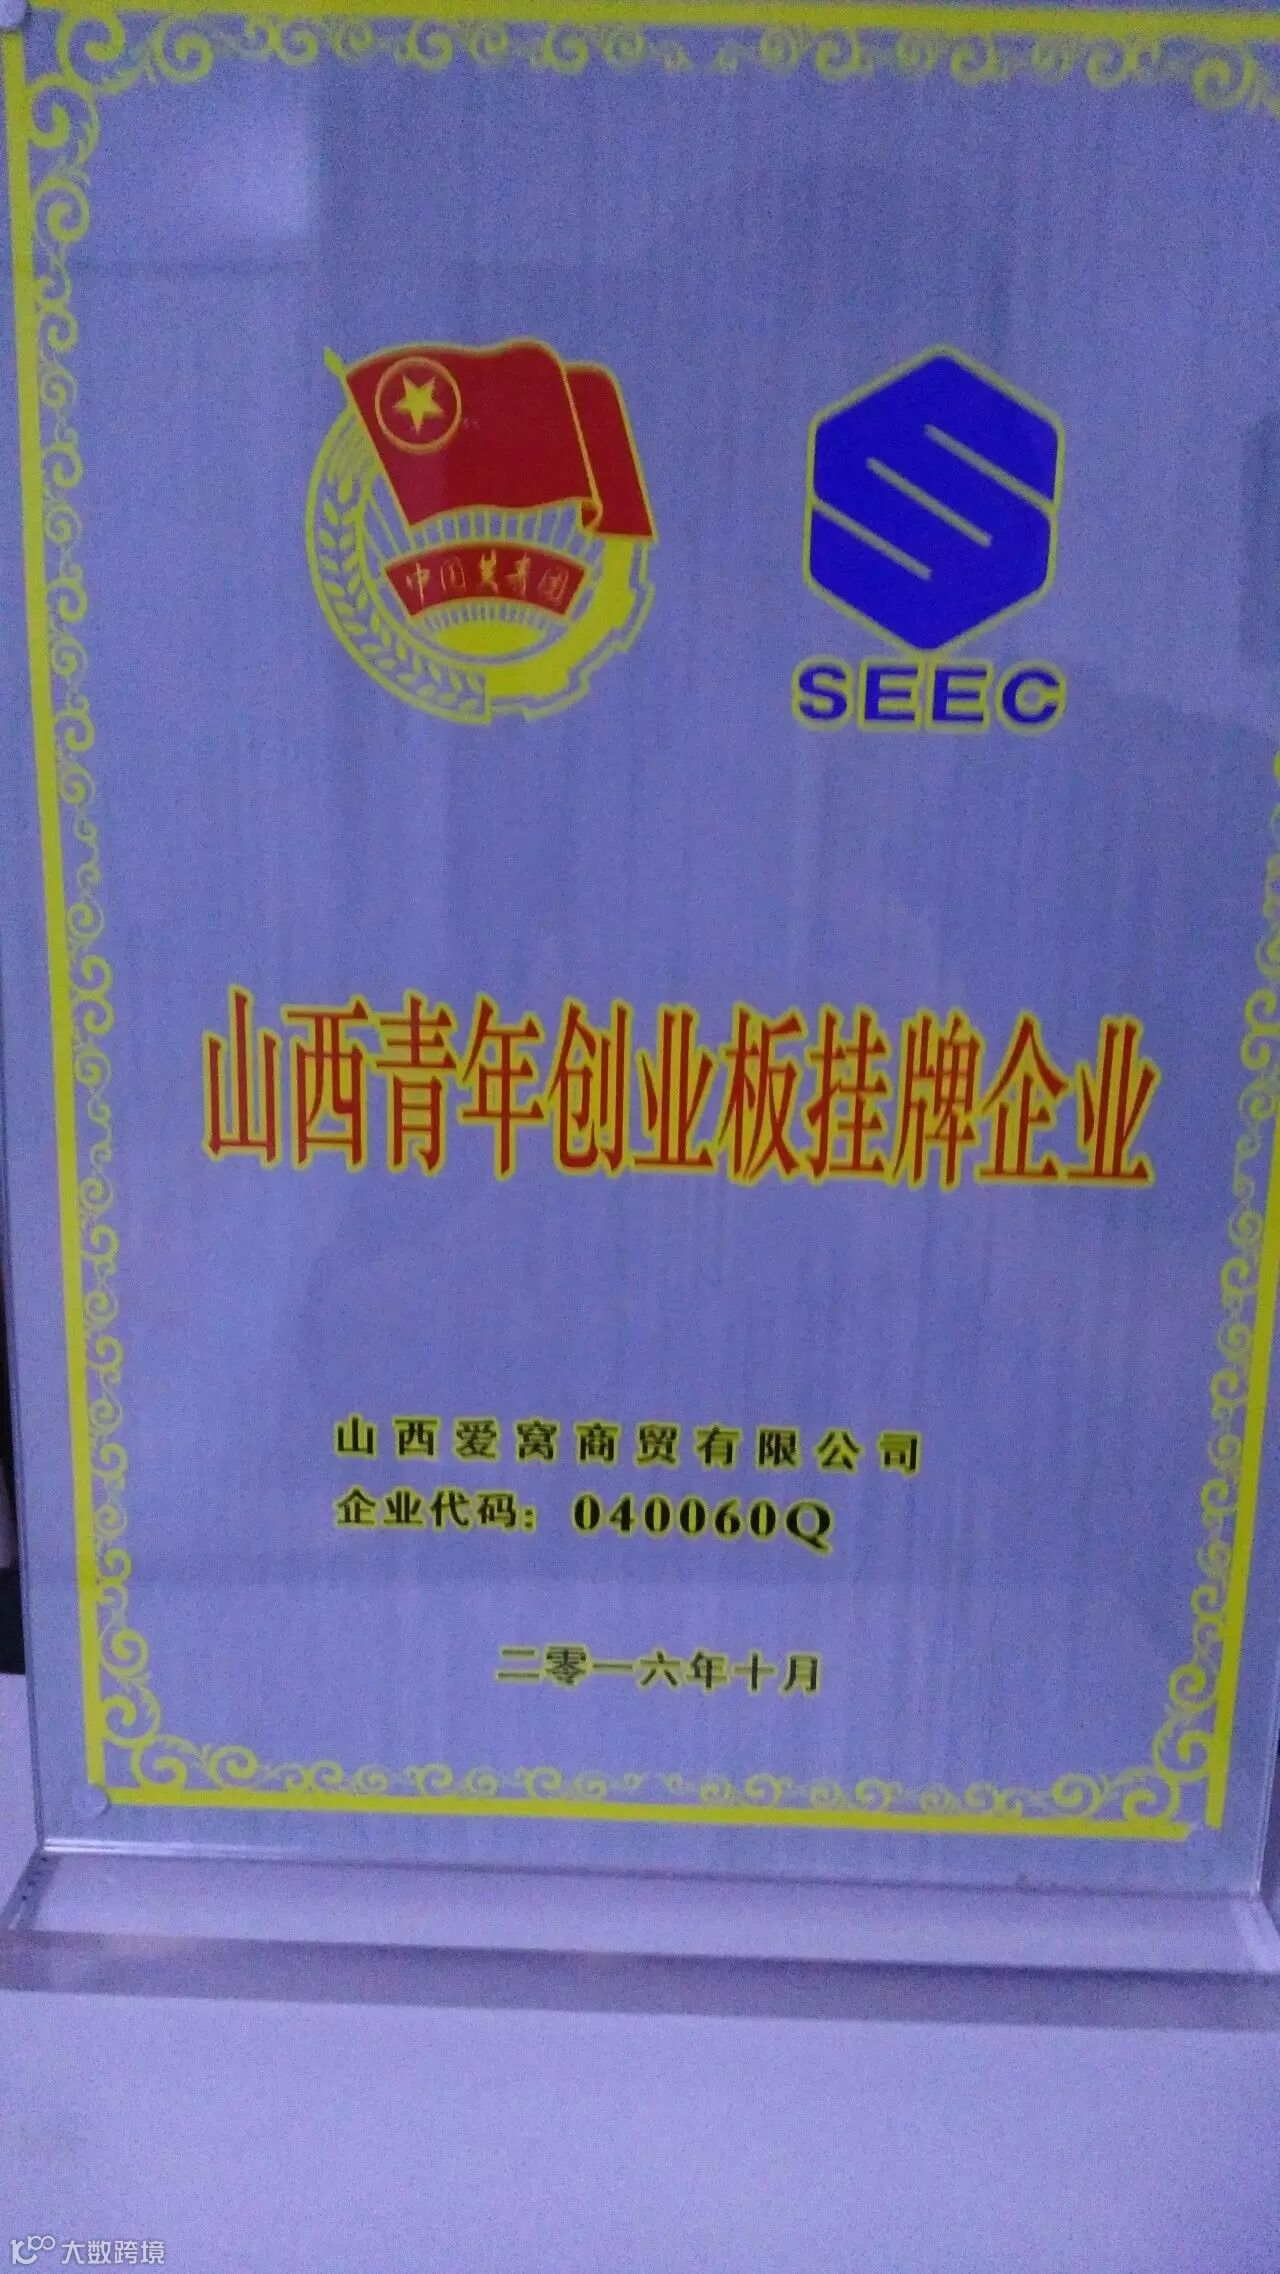 中国共青团
SEEC
山西青年创业板挂牌企业
山西爱窝商贸有限公司
企业代码：040060Q
二零一六年十月
大数跨境